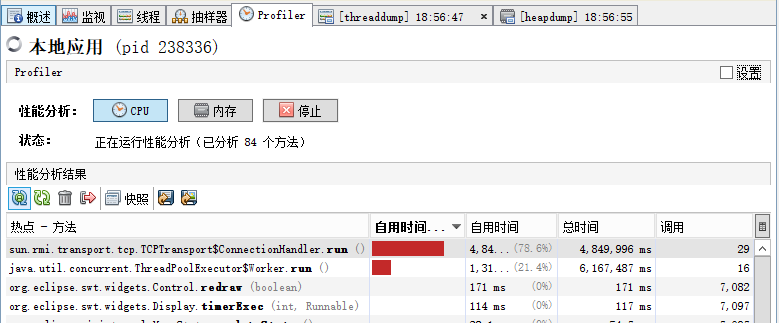 概述 监视 线程 抽样器 Profiler [threaddump] 18:56:47 × [heapdump] 18:56:55
本地应用 (pid 238336)
Profiler 设置
性能分析: CPU 内存 停止
状态: 正在运行性能分析(已分析 84 个方法)
性能分析结果
快照
热点 - 方法 自用时间... 自用时间 总时间 调用
sun.rmi.transport.tcp.TCPTransport$ConnectionHandler.run () 4,84... (78.6%) 4,849,996 ms 29
java.util.concurrent.ThreadPoolExecutor$Worker.run () 1,31... (21.4%) 6,167,487 ms 16
org.eclipse.swt.widgets.Control.redraw (boolean) 171 ms (0%) 171 ms 7,082
org.eclipse.swt.widgets.Display.timerExec (int, Runnable) 114 ms (0%) 117 ms 7,097